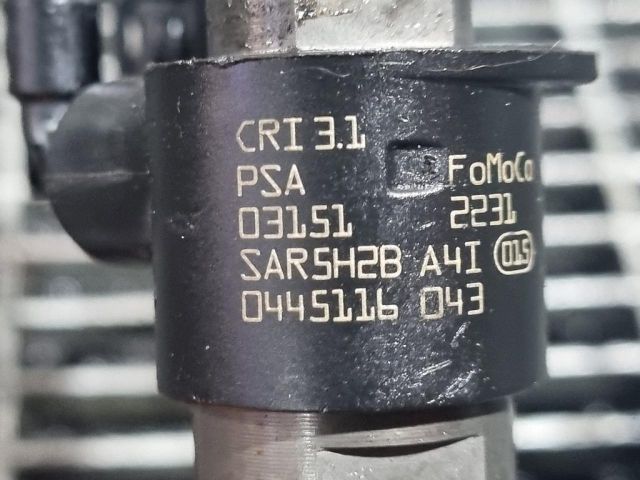 CRI 3.1
PSA FoMoCo
03151 2231
SAR5H2B A4I 015
0445116 043